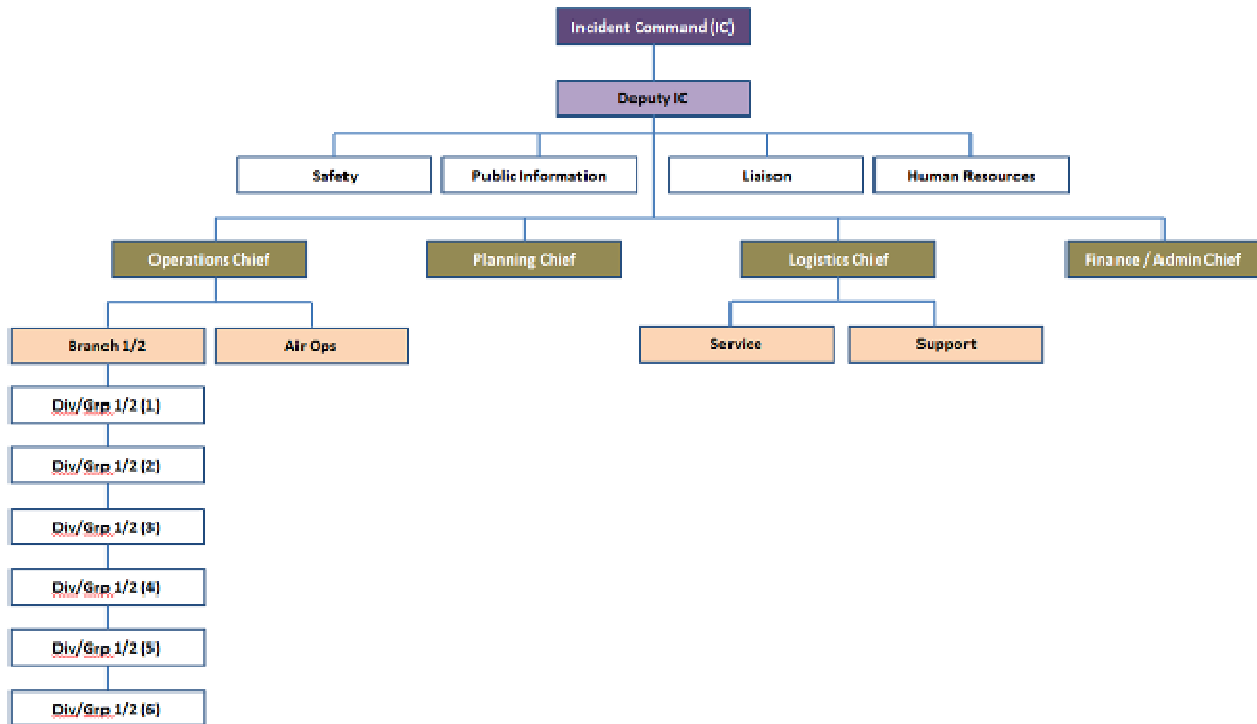 Incident Command (IC)
Deputy IC
Safety
Public Information
Liaison
Human Resources
Operations Chief
Planning Chief
Logistics Chief
Finance / Admin Chief
Branch 1/2
Air Ops
Service
Support
Div/Grp 1/2 (1)
Div/Grp 1/2 (2)
Div/Grp 1/2 (3)
Div/Grp 1/2 (4)
Div/Grp 1/2 (5)
Div/Grp 1/2 (6)